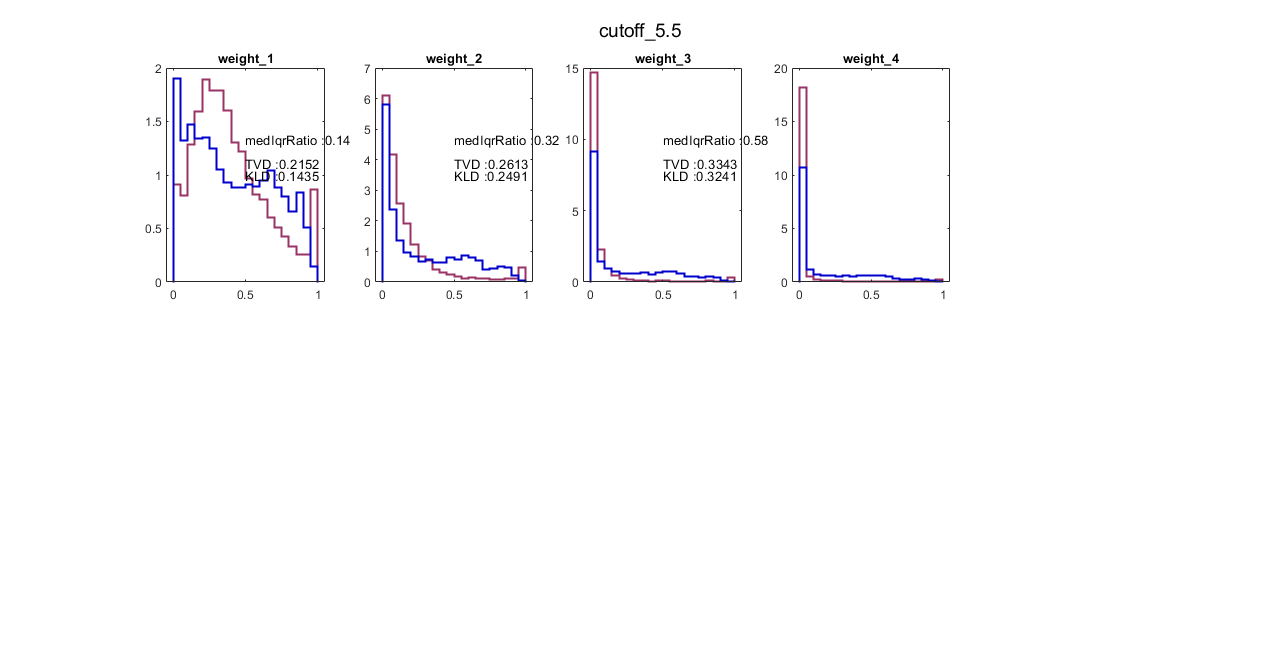 cutoff_5.5
weight_1
2
1.5
1
0.5
0
0
0.5
1
medIqrRatio :0.14
TVD :0.2152
KLD :0.1435
weight_2
7
6
5
4
3
2
1
0
0
0.5
1
medIqrRatio :0.32
TVD :0.2613
KLD :0.2491
weight_3
15
10
5
0
0
0.5
1
medIqrRatio :0.58
TVD :0.3343
KLD :0.3241
weight_4
20
15
10
5
0
0
0.5
1